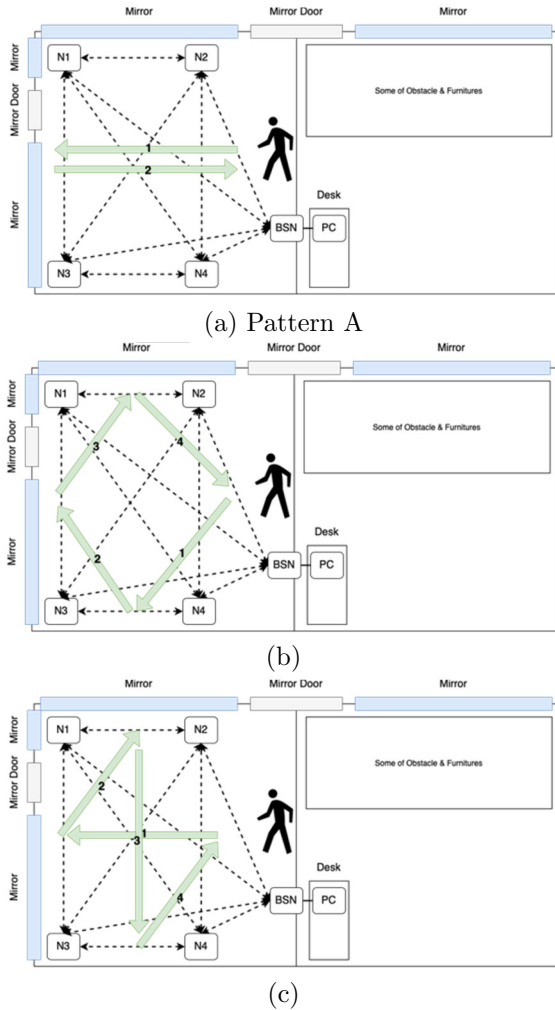 Mirror
Mirror Door
Mirror
Mirror
Mirror Door
Mirror
N1
N2
Some of Obstacle & Furnitures
1
2
Desk
BSN
PC
N3
N4
(a) Pattern A
Mirror
Mirror Door
Mirror
Mirror
Mirror Door
Mirror
N1
N2
Some of Obstacle & Furnitures
3
4
Desk
2
1
BSN
PC
N3
N4
(b)
Mirror
Mirror Door
Mirror
Mirror
Mirror Door
Mirror
N1
N2
Some of Obstacle & Furnitures
2
1
3
Desk
4
BSN
PC
N3
N4
(c)